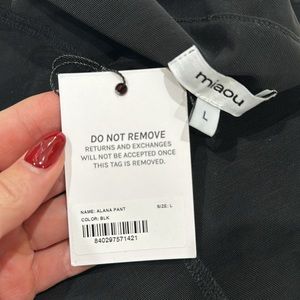 miaou
L
DO NOT REMOVE
RETURNS AND EXCHANGES
WILL NOT BE ACCEPTED ONCE
THIS TAG IS REMOVED.
NAME: ALANA PANT SIZE: L
COLOR: BLK
840297571421